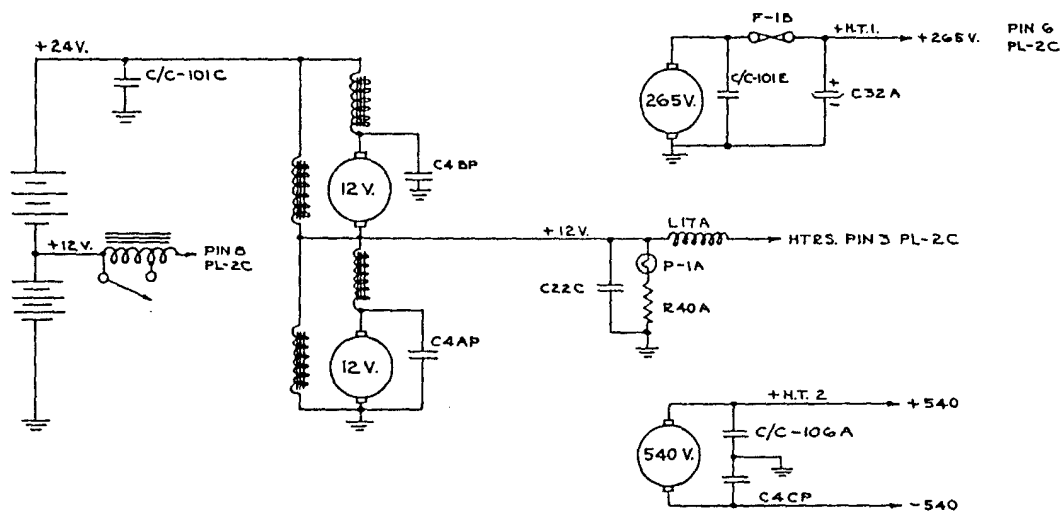 +24V.
C/C-101C
C4BP
12V.
+12V.
PIN 8
PL-2C
C4AP
12V.
F-1B
+H.T.1.
+265V.
PIN 6
PL-2C
265V.
C/C-101E
+
-
C32A
+12V.
L17A
HTRS. PIN 3 PL-2C
P-1A
C22C
R40A
+H.T. 2
+540
540V.
C/C-106A
C4CP
-540